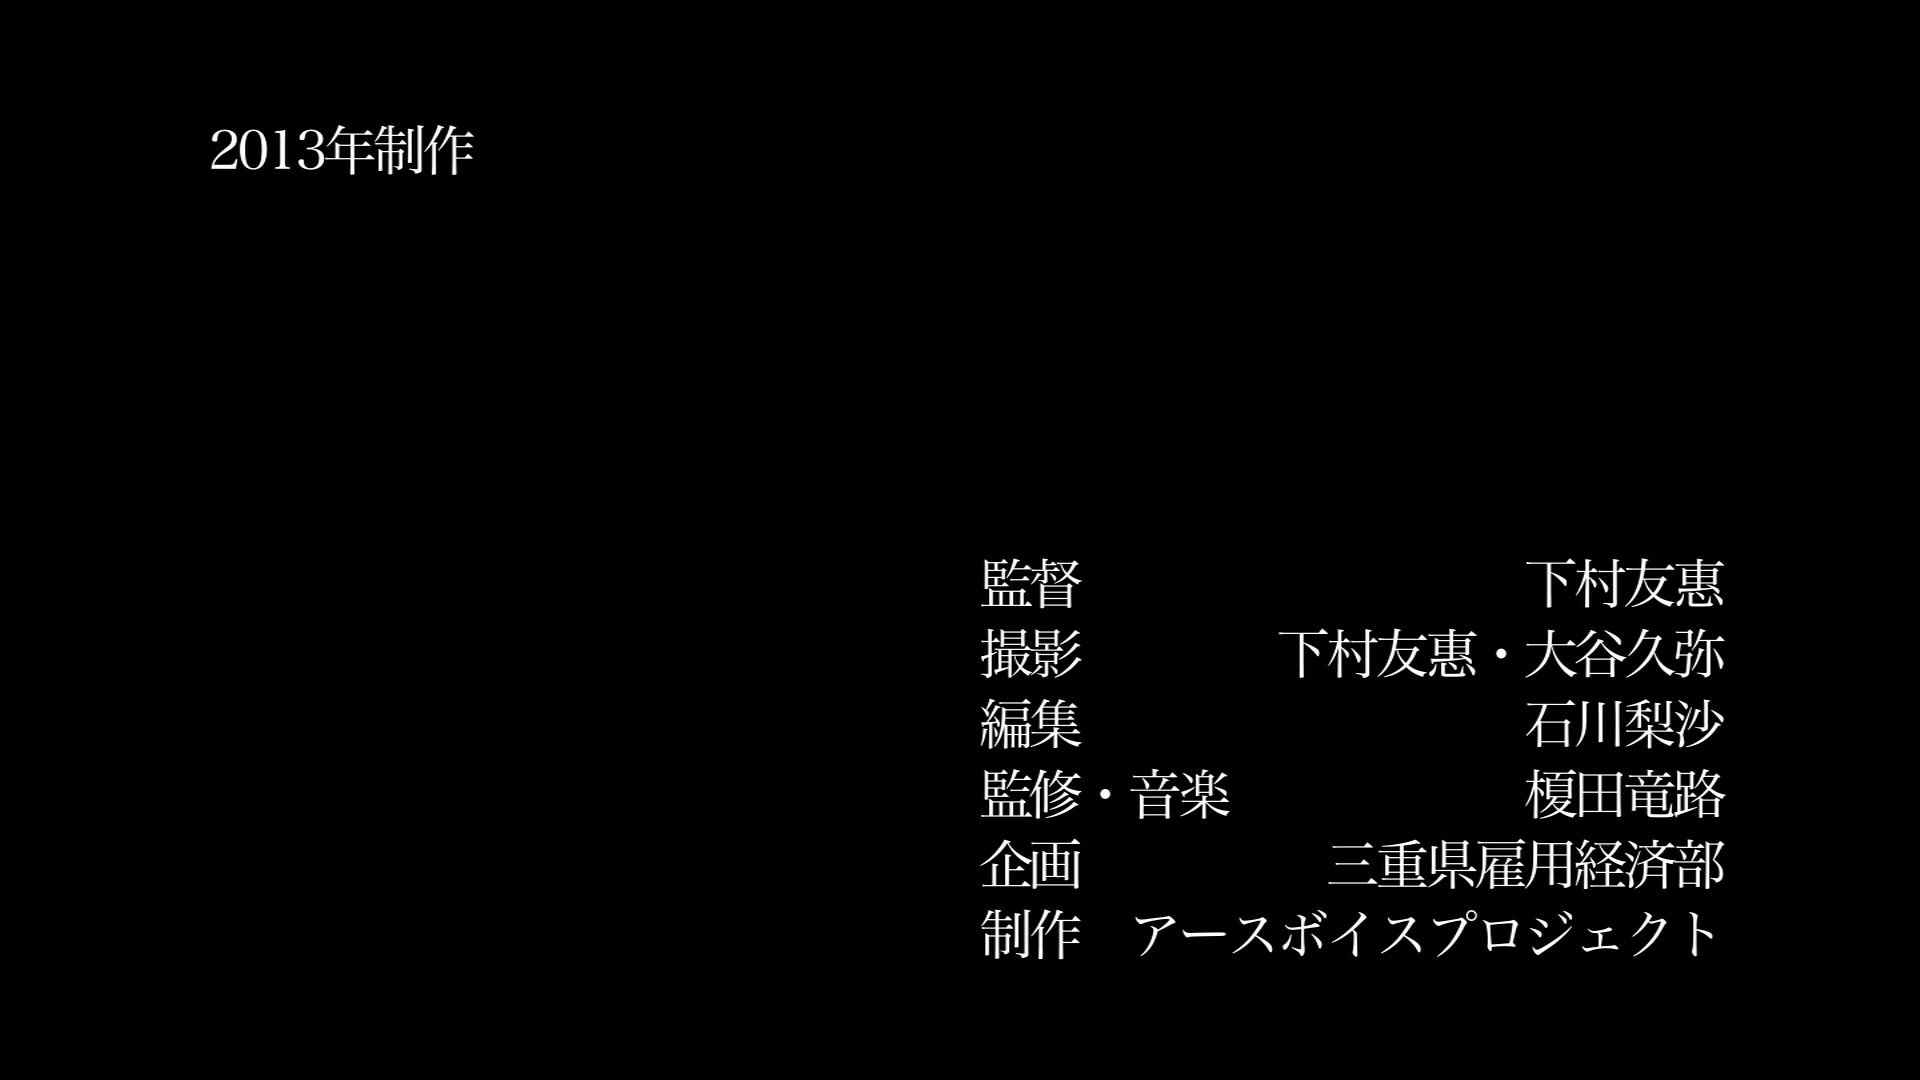 2013年制作
監督　下村友惠
撮影　下村友惠・大谷久弥
編集　石川梨沙
監修・音楽　榎田竜路
企画　三重県雇用経済部
制作　アースボイスプロジェクト